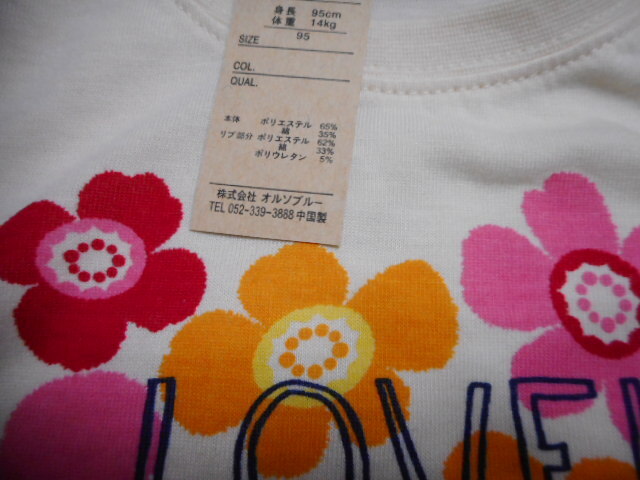 身長 95cm
体重 14kg
SIZE 95
COL.
QUAL.
本体 ポリエステル 65%
綿 35%
リブ部分 ポリエステル 62%
綿 33%
ポリウレタン 5%
株式会社 オルソブルー
TEL 052-339-3888 中国製
LOVE